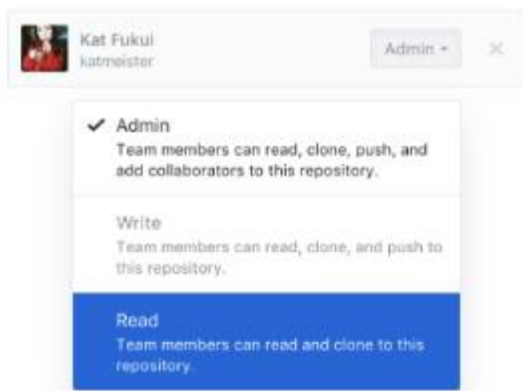 Kat Fukui
katmeister
Admin
Admin
Team members can read, clone, push, and
add collaborators to this repository.
Write
Team members can read, clone, and push to
this repository.
Read
Team members can read and clone to this
repository.